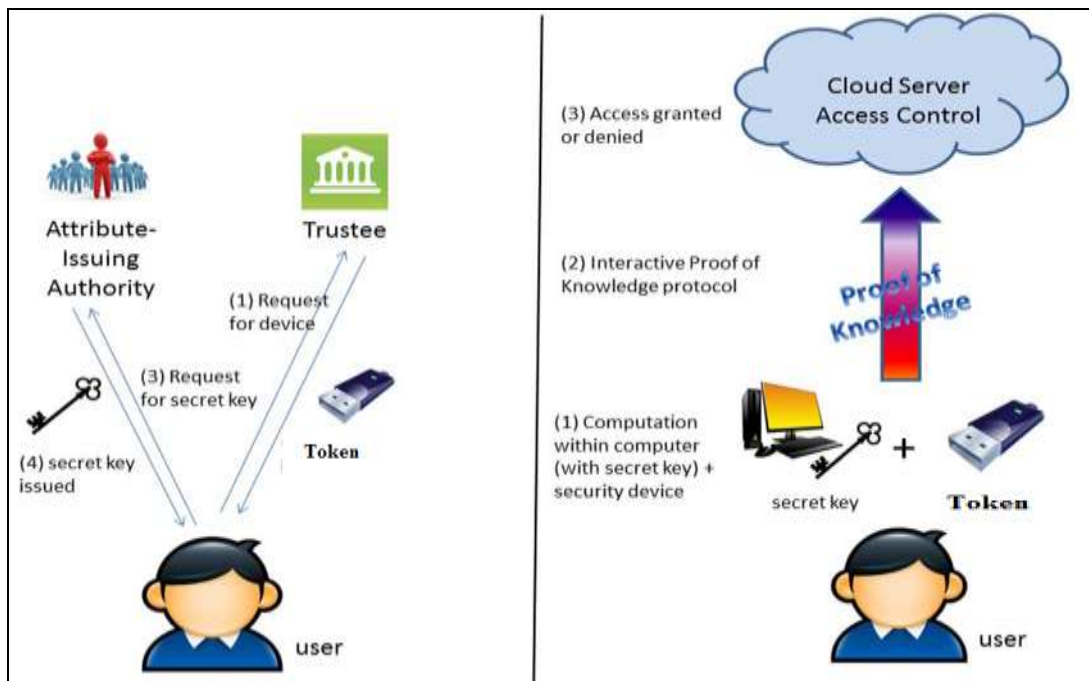 Attribute-
Issuing
Authority
Trustee
(1) Request
for device
(3) Request
for secret key
Token
(4) secret key
issued
user
Cloud Server
Access Control
(3) Access granted
or denied
(2) Interactive Proof of
Knowledge protocol
Proof of
Knowledge
(1) Computation
within computer
(with secret key) +
security device
+
secret key
Token
user